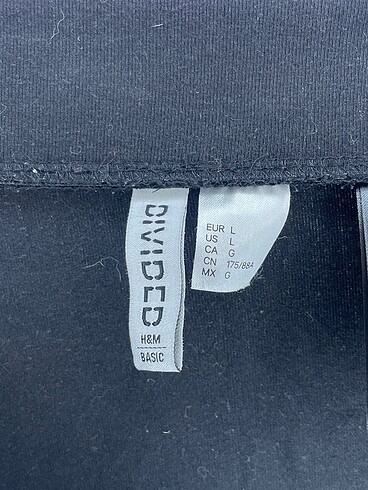 DIVIDED
H&M
BASIC
EUR L
US L
CA G
CN 175/88A
MX G